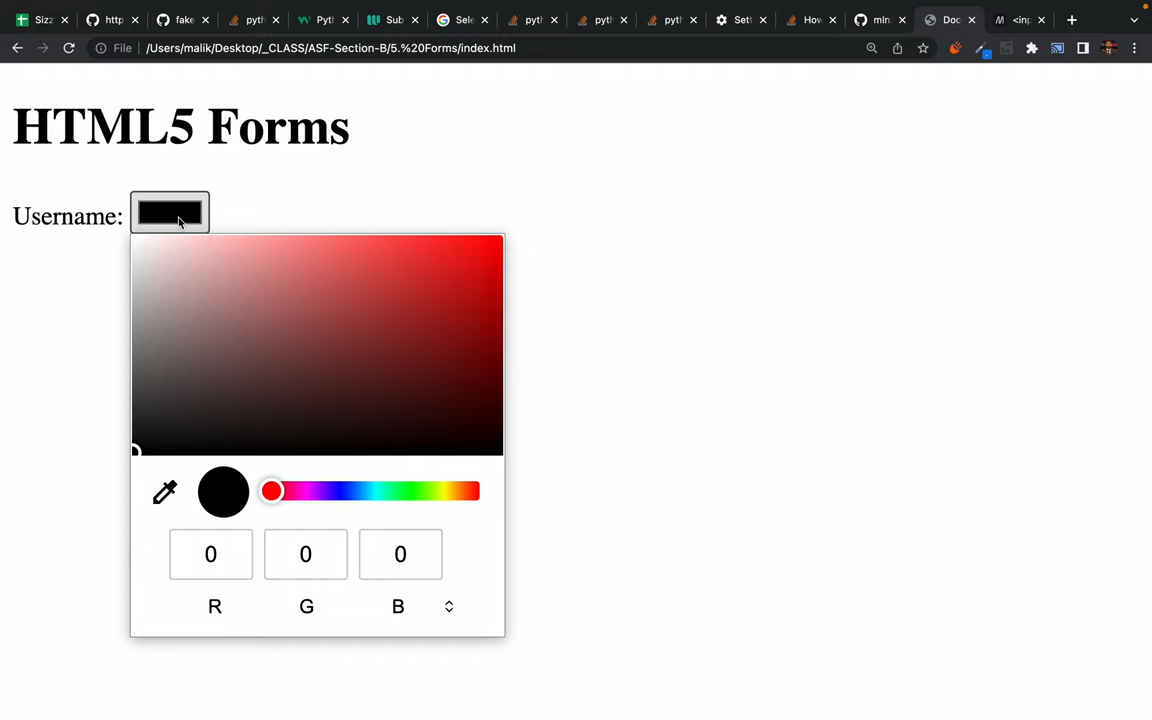 Sizz
http
fake
pyth
Pyt
Sub
Sele
pyt
pyth
pyth
Sett
How
mln
Doc
<inp
File /Users/malik/Desktop/_CLASS/ASF-Section-B/5.%20Forms/index.html
HTML5 Forms
Username:
0 0 0
R G B